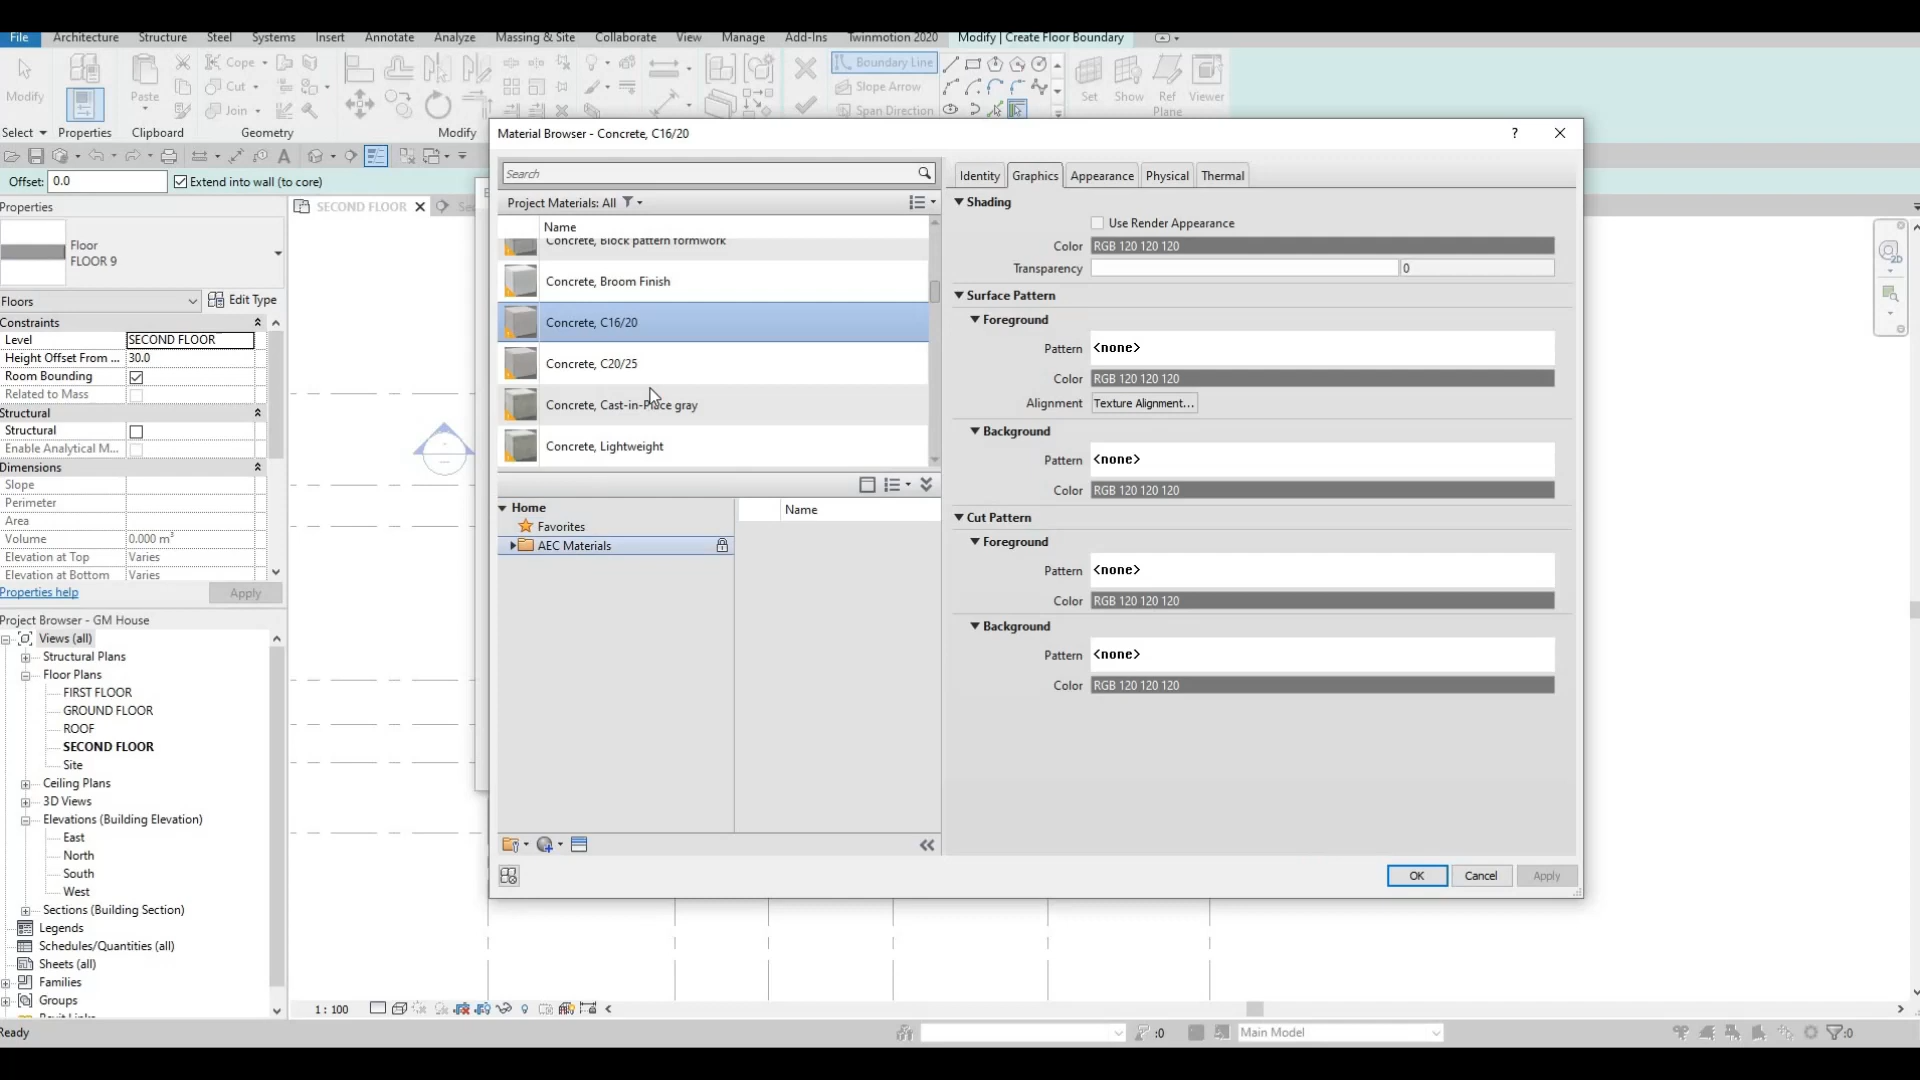 File Architecture Structure Steel Systems Insert Annotate Analyze Massing & Site Collaborate View Manage Add-Ins Twinmotion 2020 Modify | Create Floor Boundary
Cope
Boundary Line
Modify Paste Cut Slope Arrow Set Show Ref Plane Viewer
Join Span Direction
Select Properties Clipboard Geometry Modify
Offset: 0.0 Extend into wall (to core)
Properties
SECOND FLOOR
Floor
FLOOR 9
Floors Edit Type
Constraints
Level SECOND FLOOR
Height Offset From ... 30.0
Room Bounding
Related to Mass
Structural
Structural
Enable Analytical M...
Dimensions
Slope
Perimeter
Area
Volume 0.000 m³
Elevation at Top Varies
Elevation at Bottom Varies
Properties help Apply
Project Browser - GM House
Views (all)
Structural Plans
Floor Plans
FIRST FLOOR
GROUND FLOOR
ROOF
SECOND FLOOR
Site
Ceiling Plans
3D Views
Elevations (Building Elevation)
East
North
South
West
Sections (Building Section)
Legends
Schedules/Quantities (all)
Sheets (all)
Families
Groups
Revit Links
Material Browser - Concrete, C16/20
Search
Project Materials: All
Name
Concrete, Block pattern formwork
Concrete, Broom Finish
Concrete, C16/20
Concrete, C20/25
Concrete, Cast-in-Place gray
Concrete, Lightweight
Home
Favorites
AEC Materials
Name
Identity Graphics Appearance Physical Thermal
Shading
Use Render Appearance
Color RGB 120 120 120
Transparency 0
Surface Pattern
Foreground
Pattern <none>
Color RGB 120 120 120
Alignment Texture Alignment...
Background
Pattern <none>
Color RGB 120 120 120
Cut Pattern
Foreground
Pattern <none>
Color RGB 120 120 120
Background
Pattern <none>
Color RGB 120 120 120
OK Cancel Apply
2D
1 : 100
Ready :0 Main Model :0